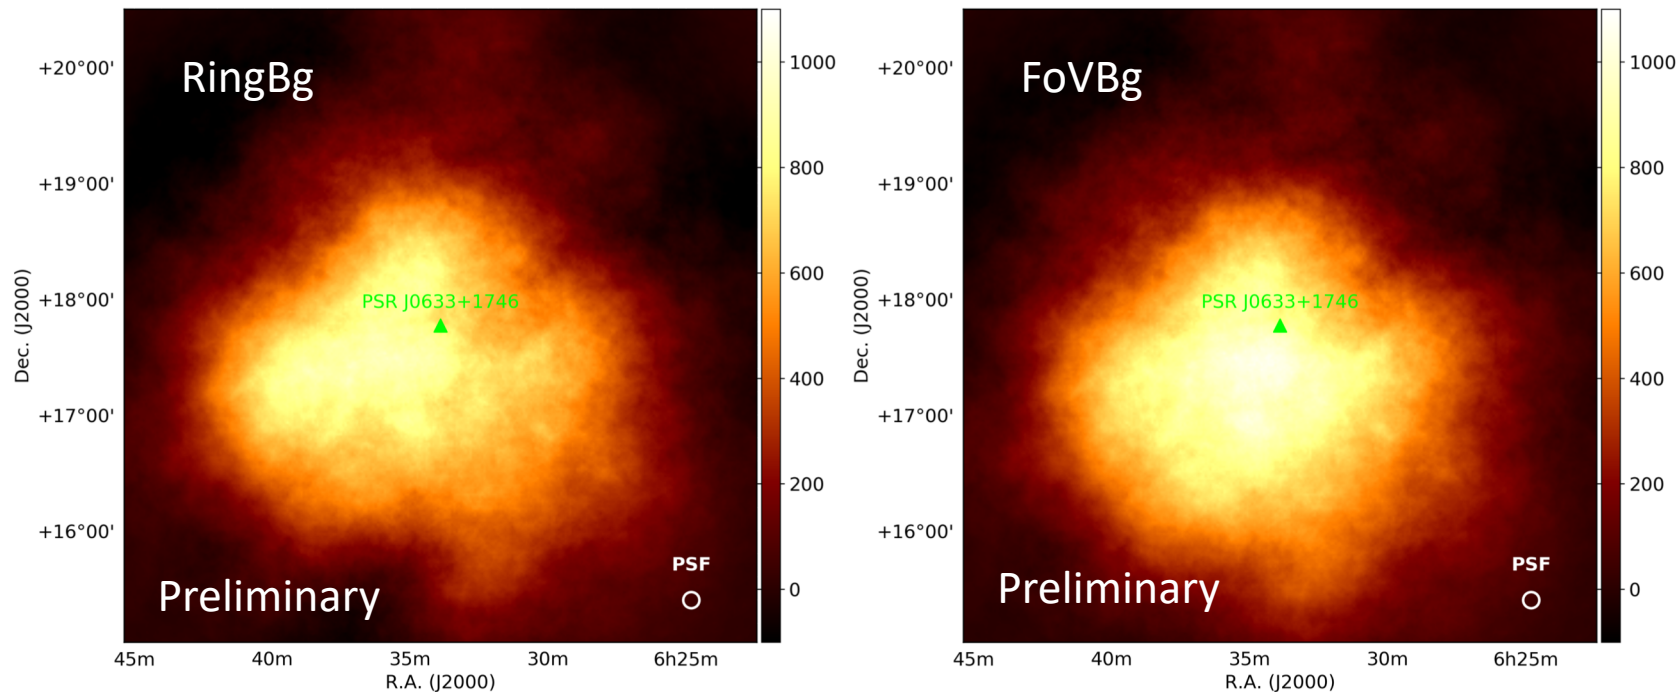 RingBg
+20°00'
+19°00'
+18°00'
+17°00'
+16°00'
Dec. (J2000)
PSR J0633+1746
PSF
Preliminary
45m
40m
35m
30m
6h25m
R.A. (J2000)
1000
800
600
400
200
0
FoVBg
+20°00'
+19°00'
+18°00'
+17°00'
+16°00'
Dec. (J2000)
PSR J0633+1746
PSF
Preliminary
45m
40m
35m
30m
6h25m
R.A. (J2000)
1000
800
600
400
200
0